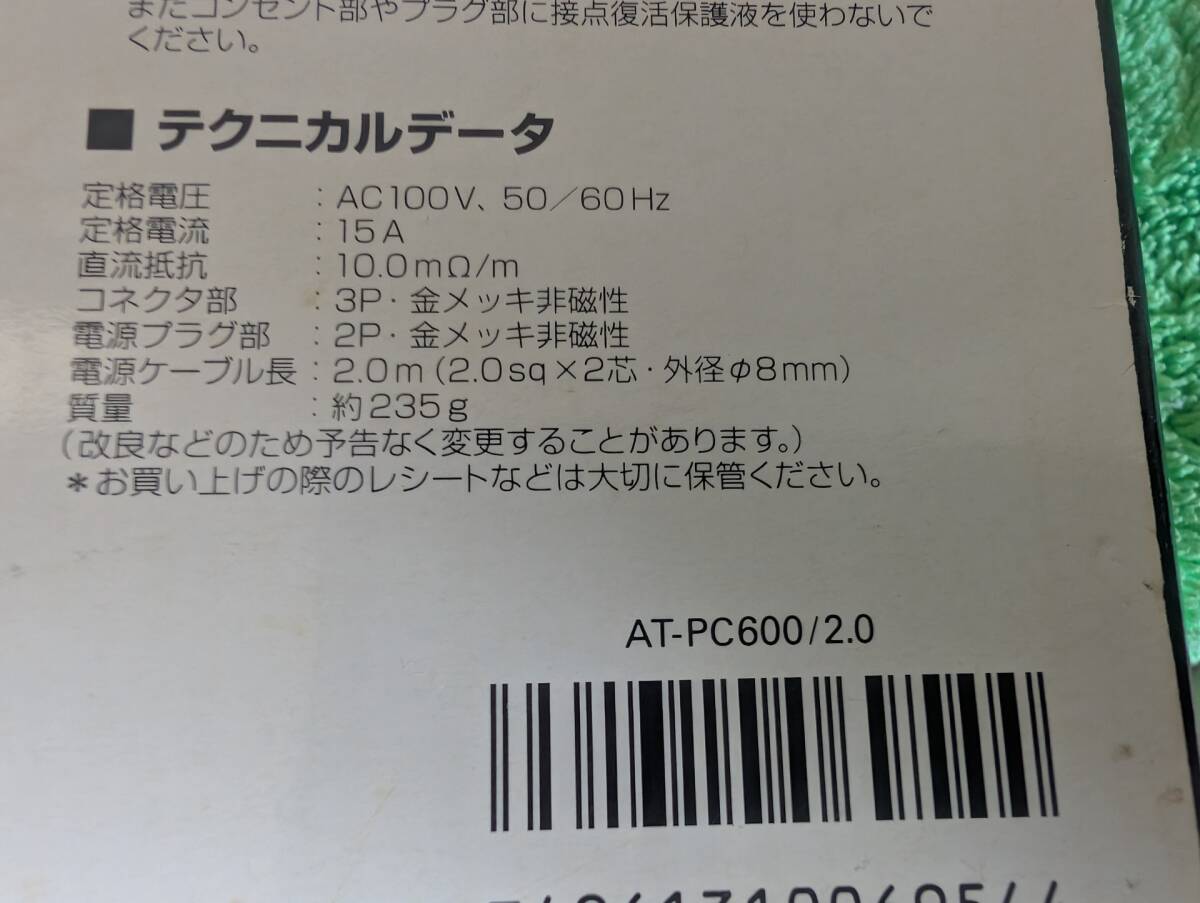 またコンセント部やプラグ部に接点復活保護液を使わないで
ください。
■ テクニカルデータ
定格電圧 : AC100V、50／60Hz
定格電流 : 15A
直流抵抗 : 10.0mΩ/m
コネクタ部 : 3P・金メッキ非磁性
電源プラグ部 : 2P・金メッキ非磁性
電源ケーブル長 : 2.0m（2.0sq×2芯・外径φ8mm）
質量 : 約235g
（改良などのため予告なく変更することがあります。）
＊お買い上げの際のレシートなどは大切に保管ください。
AT-PC600/2.0